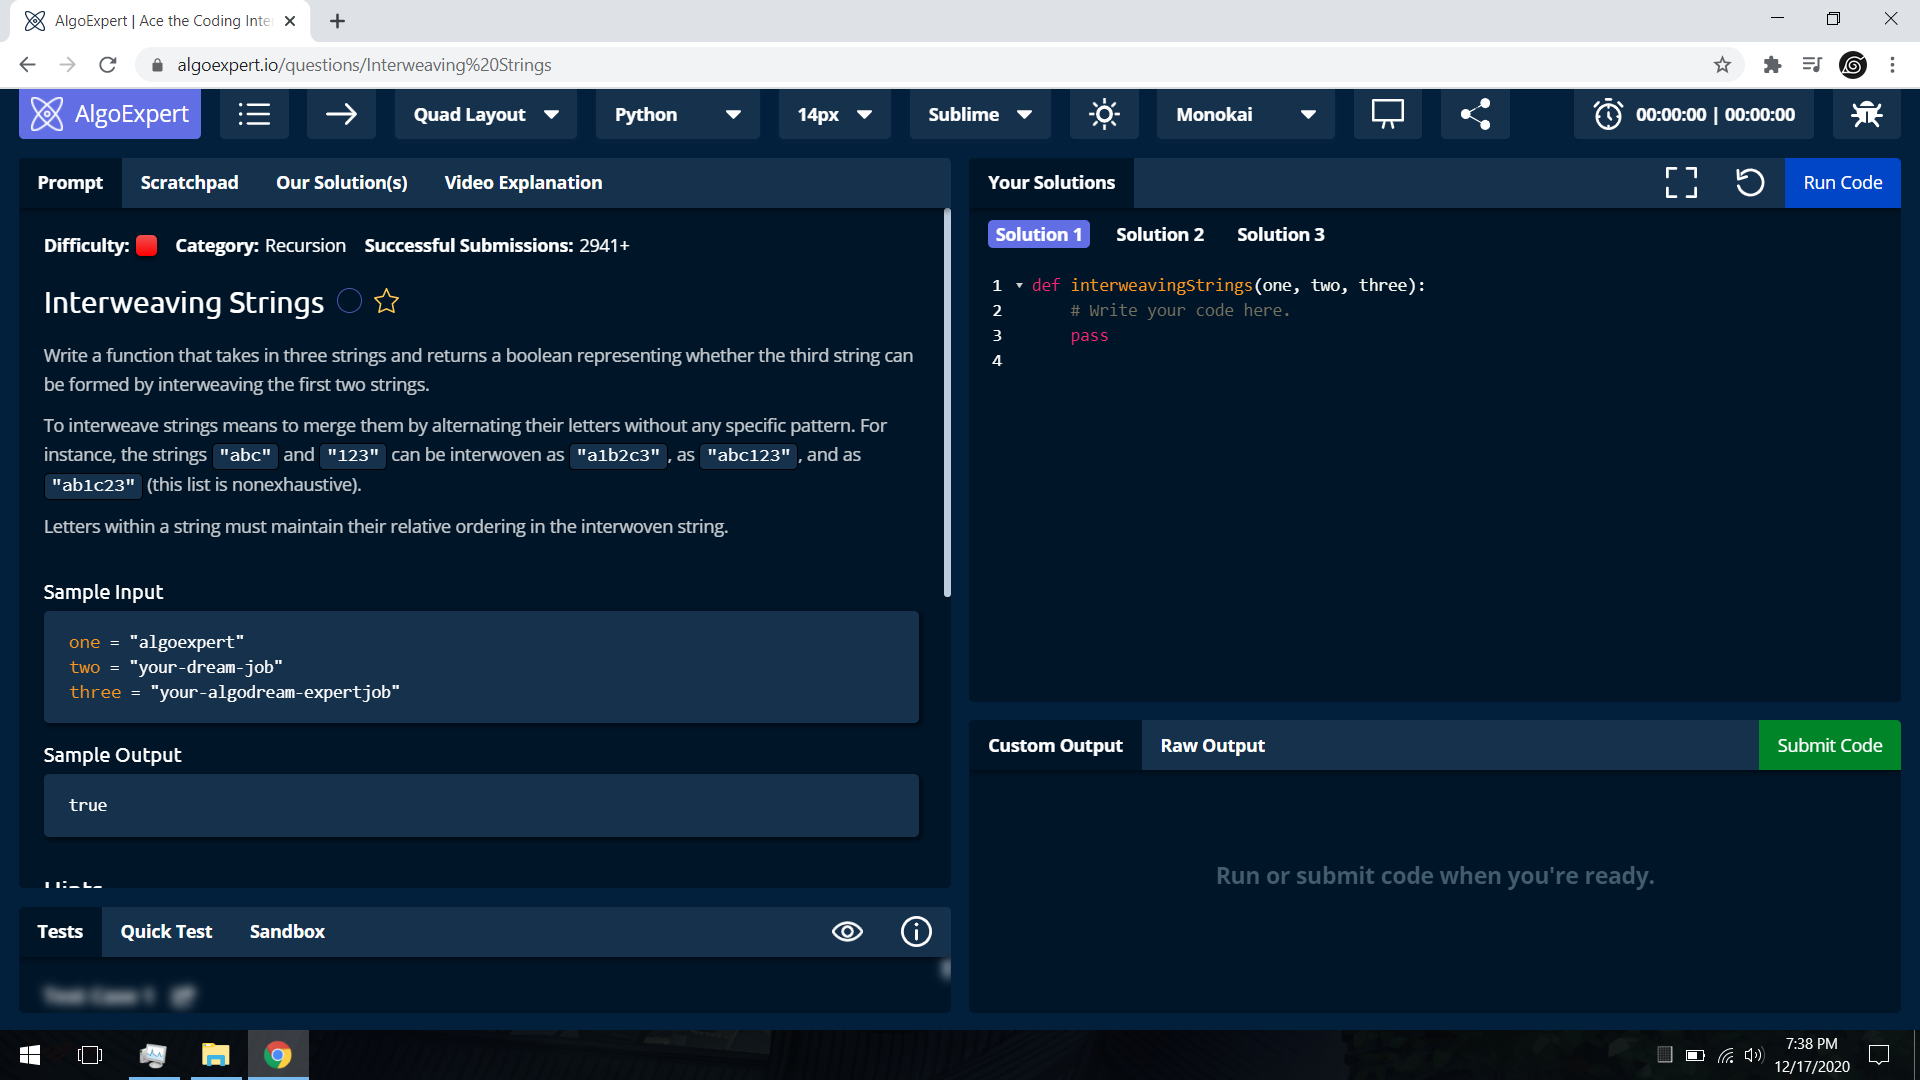 AlgoExpert | Ace the Coding Inte
algoexpert.io/questions/Interweaving%20Strings
AlgoExpert
Quad Layout
Python
14px
Sublime
Monokai
00:00:00 | 00:00:00
Prompt
Scratchpad
Our Solution(s)
Video Explanation
Difficulty:
Category: Recursion
Successful Submissions: 2941+
Interweaving Strings
Write a function that takes in three strings and returns a boolean representing whether the third string can
be formed by interweaving the first two strings.
To interweave strings means to merge them by alternating their letters without any specific pattern. For
instance, the strings "abc" and "123" can be interwoven as "a1b2c3", as "abc123", and as
"ab1c23" (this list is nonexhaustive).
Letters within a string must maintain their relative ordering in the interwoven string.
Sample Input
one = "algoexpert"
two = "your-dream-job"
three = "your-algodream-expertjob"
Sample Output
true
Hints
Tests
Quick Test
Sandbox
Test Case 1
Your Solutions
Run Code
Solution 1
Solution 2
Solution 3
1 def interweavingStrings(one, two, three):
2 # Write your code here.
3 pass
4
Custom Output
Raw Output
Submit Code
Run or submit code when you're ready.
7:38 PM
12/17/2020